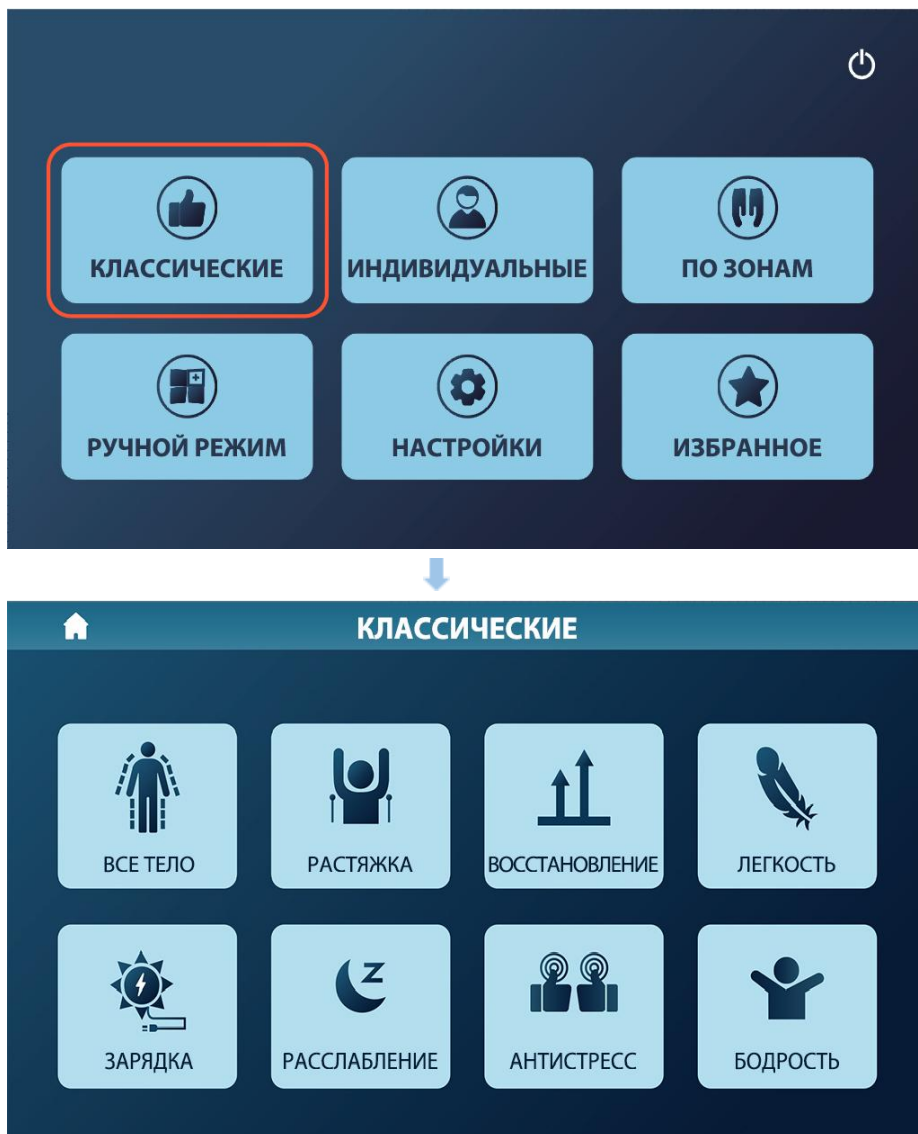 КЛАССИЧЕСКИЕ
ИНДИВИДУАЛЬНЫЕ
ПО ЗОНАМ
РУЧНОЙ РЕЖИМ
НАСТРОЙКИ
ИЗБРАННОЕ
КЛАССИЧЕСКИЕ
ВСЕ ТЕЛО
РАСТЯЖКА
ВОССТАНОВЛЕНИЕ
ЛЕГКОСТЬ
ЗАРЯДКА
РАССЛАБЛЕНИЕ
АНТИСТРЕСС
БОДРОСТЬ